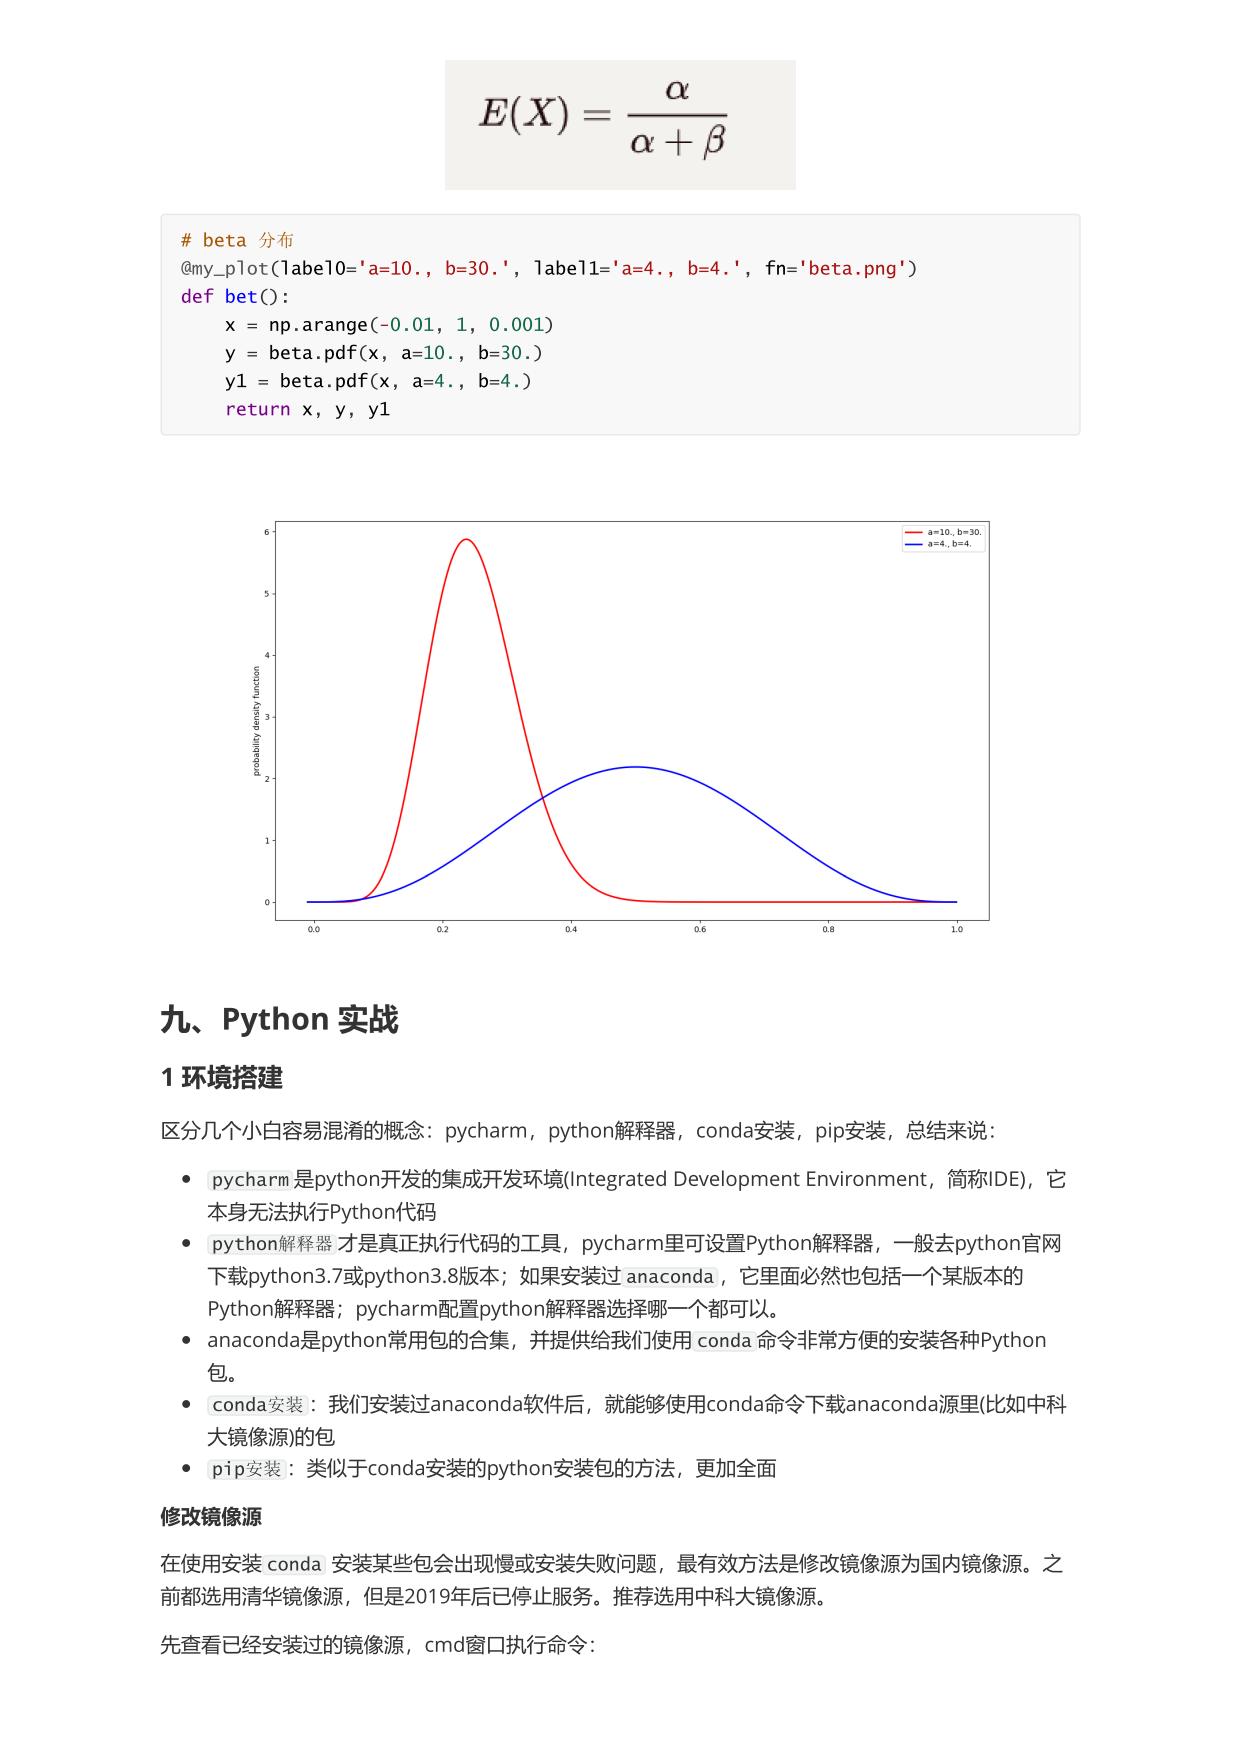 E(X) = α / (α + β)
# beta 分布
@my_plot(label0='a=10., b=30.', label1='a=4., b=4.', fn='beta.png')
def bet():
    x = np.arange(-0.01, 1, 0.001)
    y = beta.pdf(x, a=10., b=30.)
    y1 = beta.pdf(x, a=4., b=4.)
    return x, y, y1
a=10., b=30.
a=4., b=4.
probability density function
6
5
4
3
2
1
0
0.0 0.2 0.4 0.6 0.8 1.0
九、Python 实战
1 环境搭建
区分几个小白容易混淆的概念：pycharm，python解释器，conda安装，pip安装，总结来说：
• pycharm是python开发的集成开发环境(Integrated Development Environment，简称IDE)，它
本身无法执行Python代码
• python解释器才是真正执行代码的工具，pycharm里可设置Python解释器，一般去python官网
下载python3.7或python3.8版本；如果安装过anaconda，它里面必然也包括一个某版本的
Python解释器；pycharm配置python解释器选择哪一个都可以。
• anaconda是python常用包的合集，并提供给我们使用conda命令非常方便的安装各种Python
包。
• conda安装：我们安装过anaconda软件后，就能够使用conda命令下载anaconda源里(比如中科
大镜像源)的包
• pip安装：类似于conda安装的python安装包的方法，更加全面
修改镜像源
在使用安装conda 安装某些包会出现慢或安装失败问题，最有效方法是修改镜像源为国内镜像源。之
前都选用清华镜像源，但是2019年后已停止服务。推荐选用中科大镜像源。
先查看已经安装过的镜像源，cmd窗口执行命令：